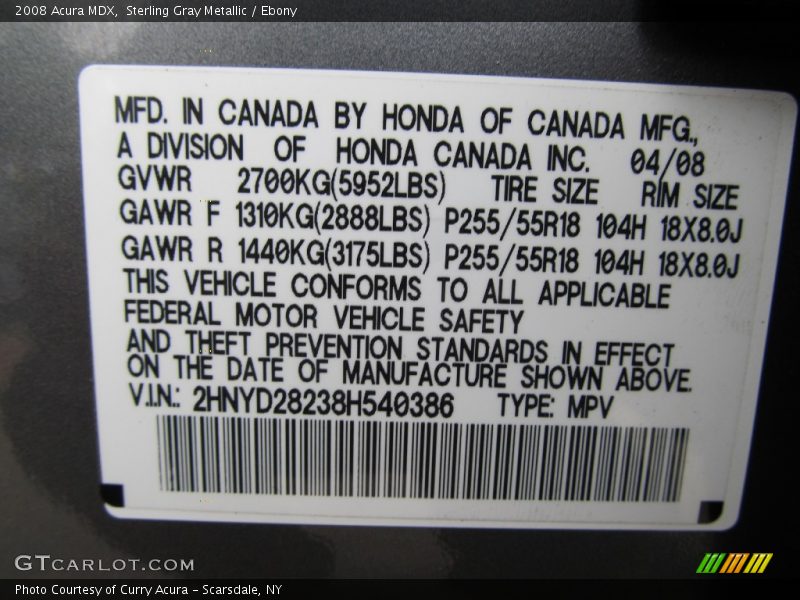 2008 Acura MDX, Sterling Gray Metallic / Ebony
MFD. IN CANADA BY HONDA OF CANADA MFG.,
A DIVISION OF HONDA CANADA INC. 04/08
GVWR 2700KG(5952LBS) TIRE SIZE RIM SIZE
GAWR F 1310KG(2888LBS) P255/55R18 104H 18X8.0J
GAWR R 1440KG(3175LBS) P255/55R18 104H 18X8.0J
THIS VEHICLE CONFORMS TO ALL APPLICABLE
FEDERAL MOTOR VEHICLE SAFETY
AND THEFT PREVENTION STANDARDS IN EFFECT
ON THE DATE OF MANUFACTURE SHOWN ABOVE.
V.I.N.: 2HNYD28238H540386 TYPE: MPV
GTCARLOT.COM
Photo Courtesy of Curry Acura - Scarsdale, NY